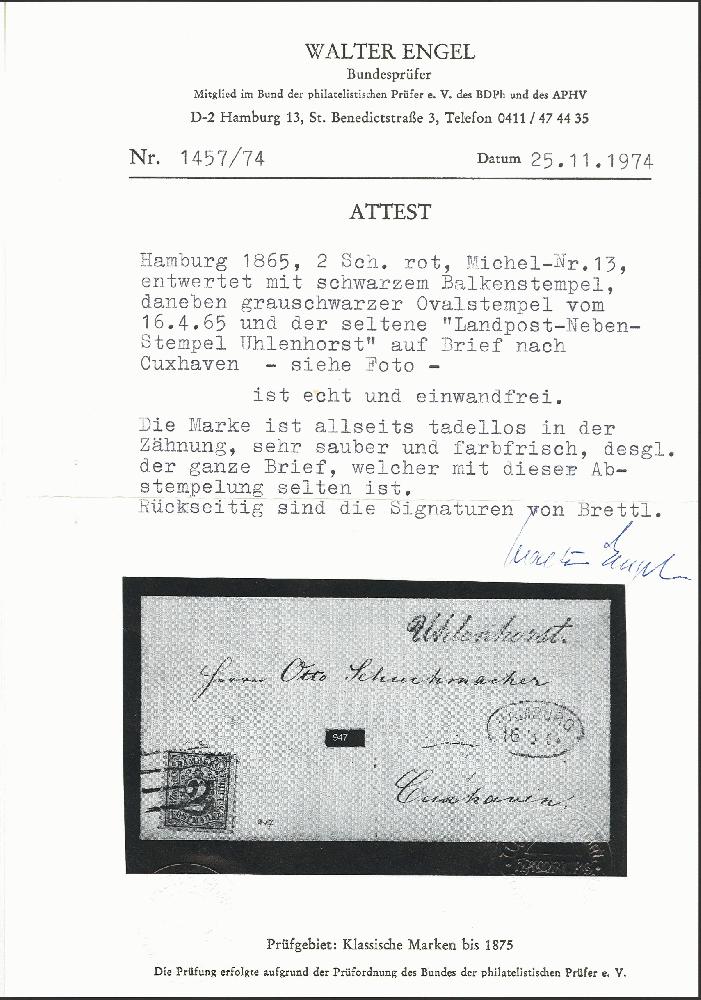 WALTER ENGEL
Bundesprüfer
Mitglied im Bund der philatelistischen Prüfer e. V. des BDPh und des APHV
D-2 Hamburg 13, St. Benedictstraße 3, Telefon 0411 / 47 44 35
Nr. 1457/74 Datum 25.11.1974
ATTEST
Hamburg 1865, 2 Sch. rot, Michel-Nr.13,
entwertet mit schwarzem Balkenstempel,
daneben grauschwarzer Ovalstempel vom
16.4.65 und der seltene "Landpost-Neben-
Stempel Uhlenhorst" auf Brief nach
Cuxhaven - siehe Foto -
ist echt und einwandfrei.
Die Marke ist allseits tadellos in der
Zähnung, sehr sauber und farbfrisch, desgl.
der ganze Brief, welcher mit dieser Ab-
stempelung selten ist.
Rückseitig sind die Signaturen von Brettl.
Walter Engel
Uhlenhorst.
Herrn Otto Schuchmacher
HAMBURG
947
2
Cuxhaven.
Prüfgebiet: Klassische Marken bis 1875
Die Prüfung erfolgte aufgrund der Prüfordnung des Bundes der philatelistischen Prüfer e. V.